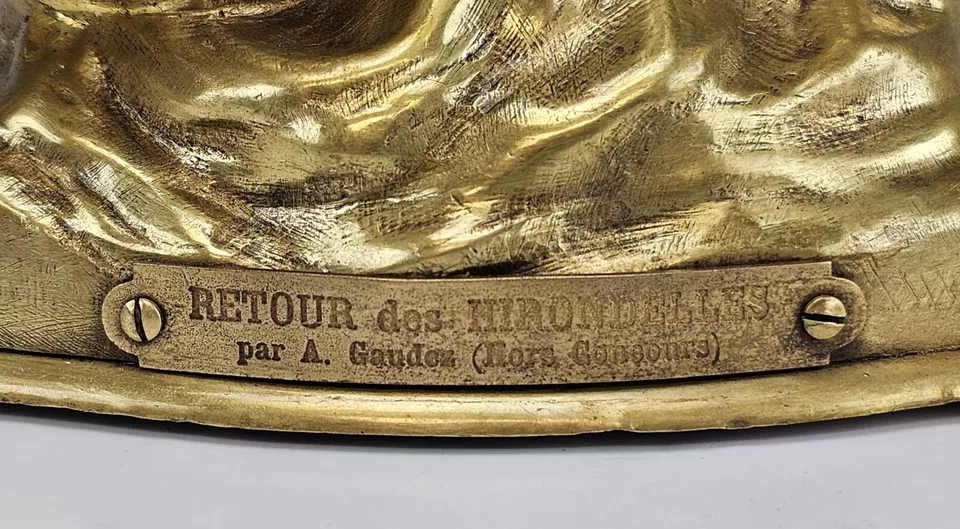 RETOUR des HIRONDELLES
par A. Gaudez (Hors Concours)